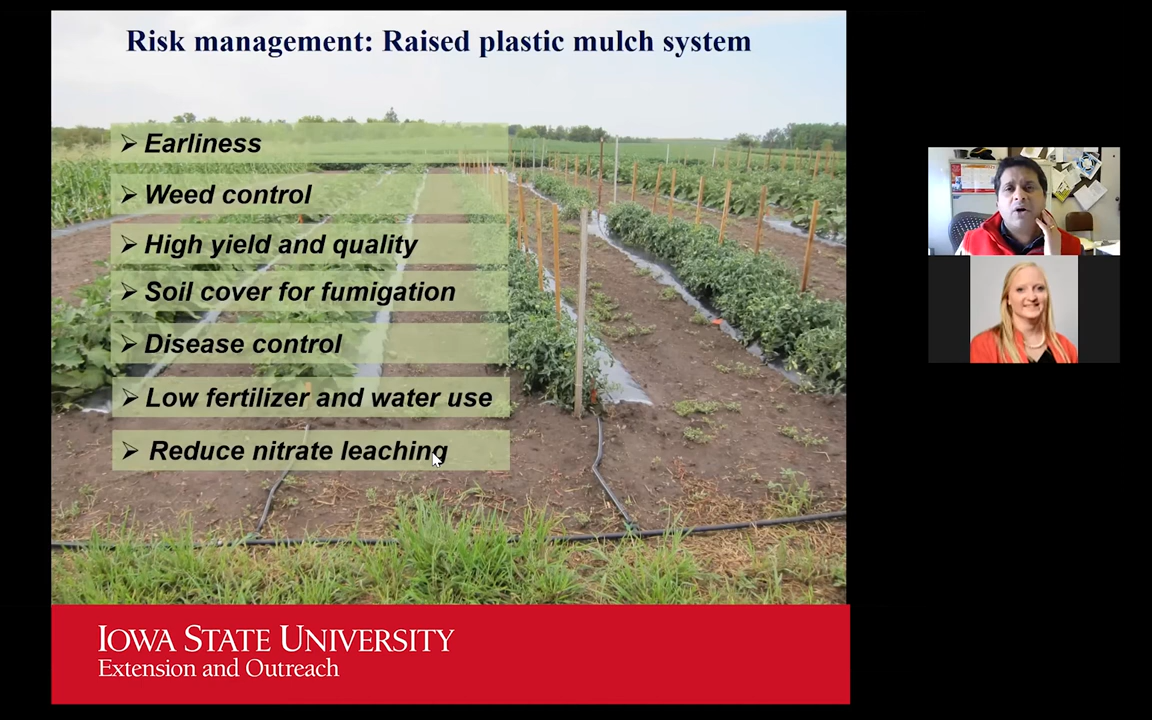 Risk management: Raised plastic mulch system
➢ Earliness
➢ Weed control
➢ High yield and quality
➢ Soil cover for fumigation
➢ Disease control
➢ Low fertilizer and water use
➢ Reduce nitrate leaching
IOWA STATE UNIVERSITY
Extension and Outreach